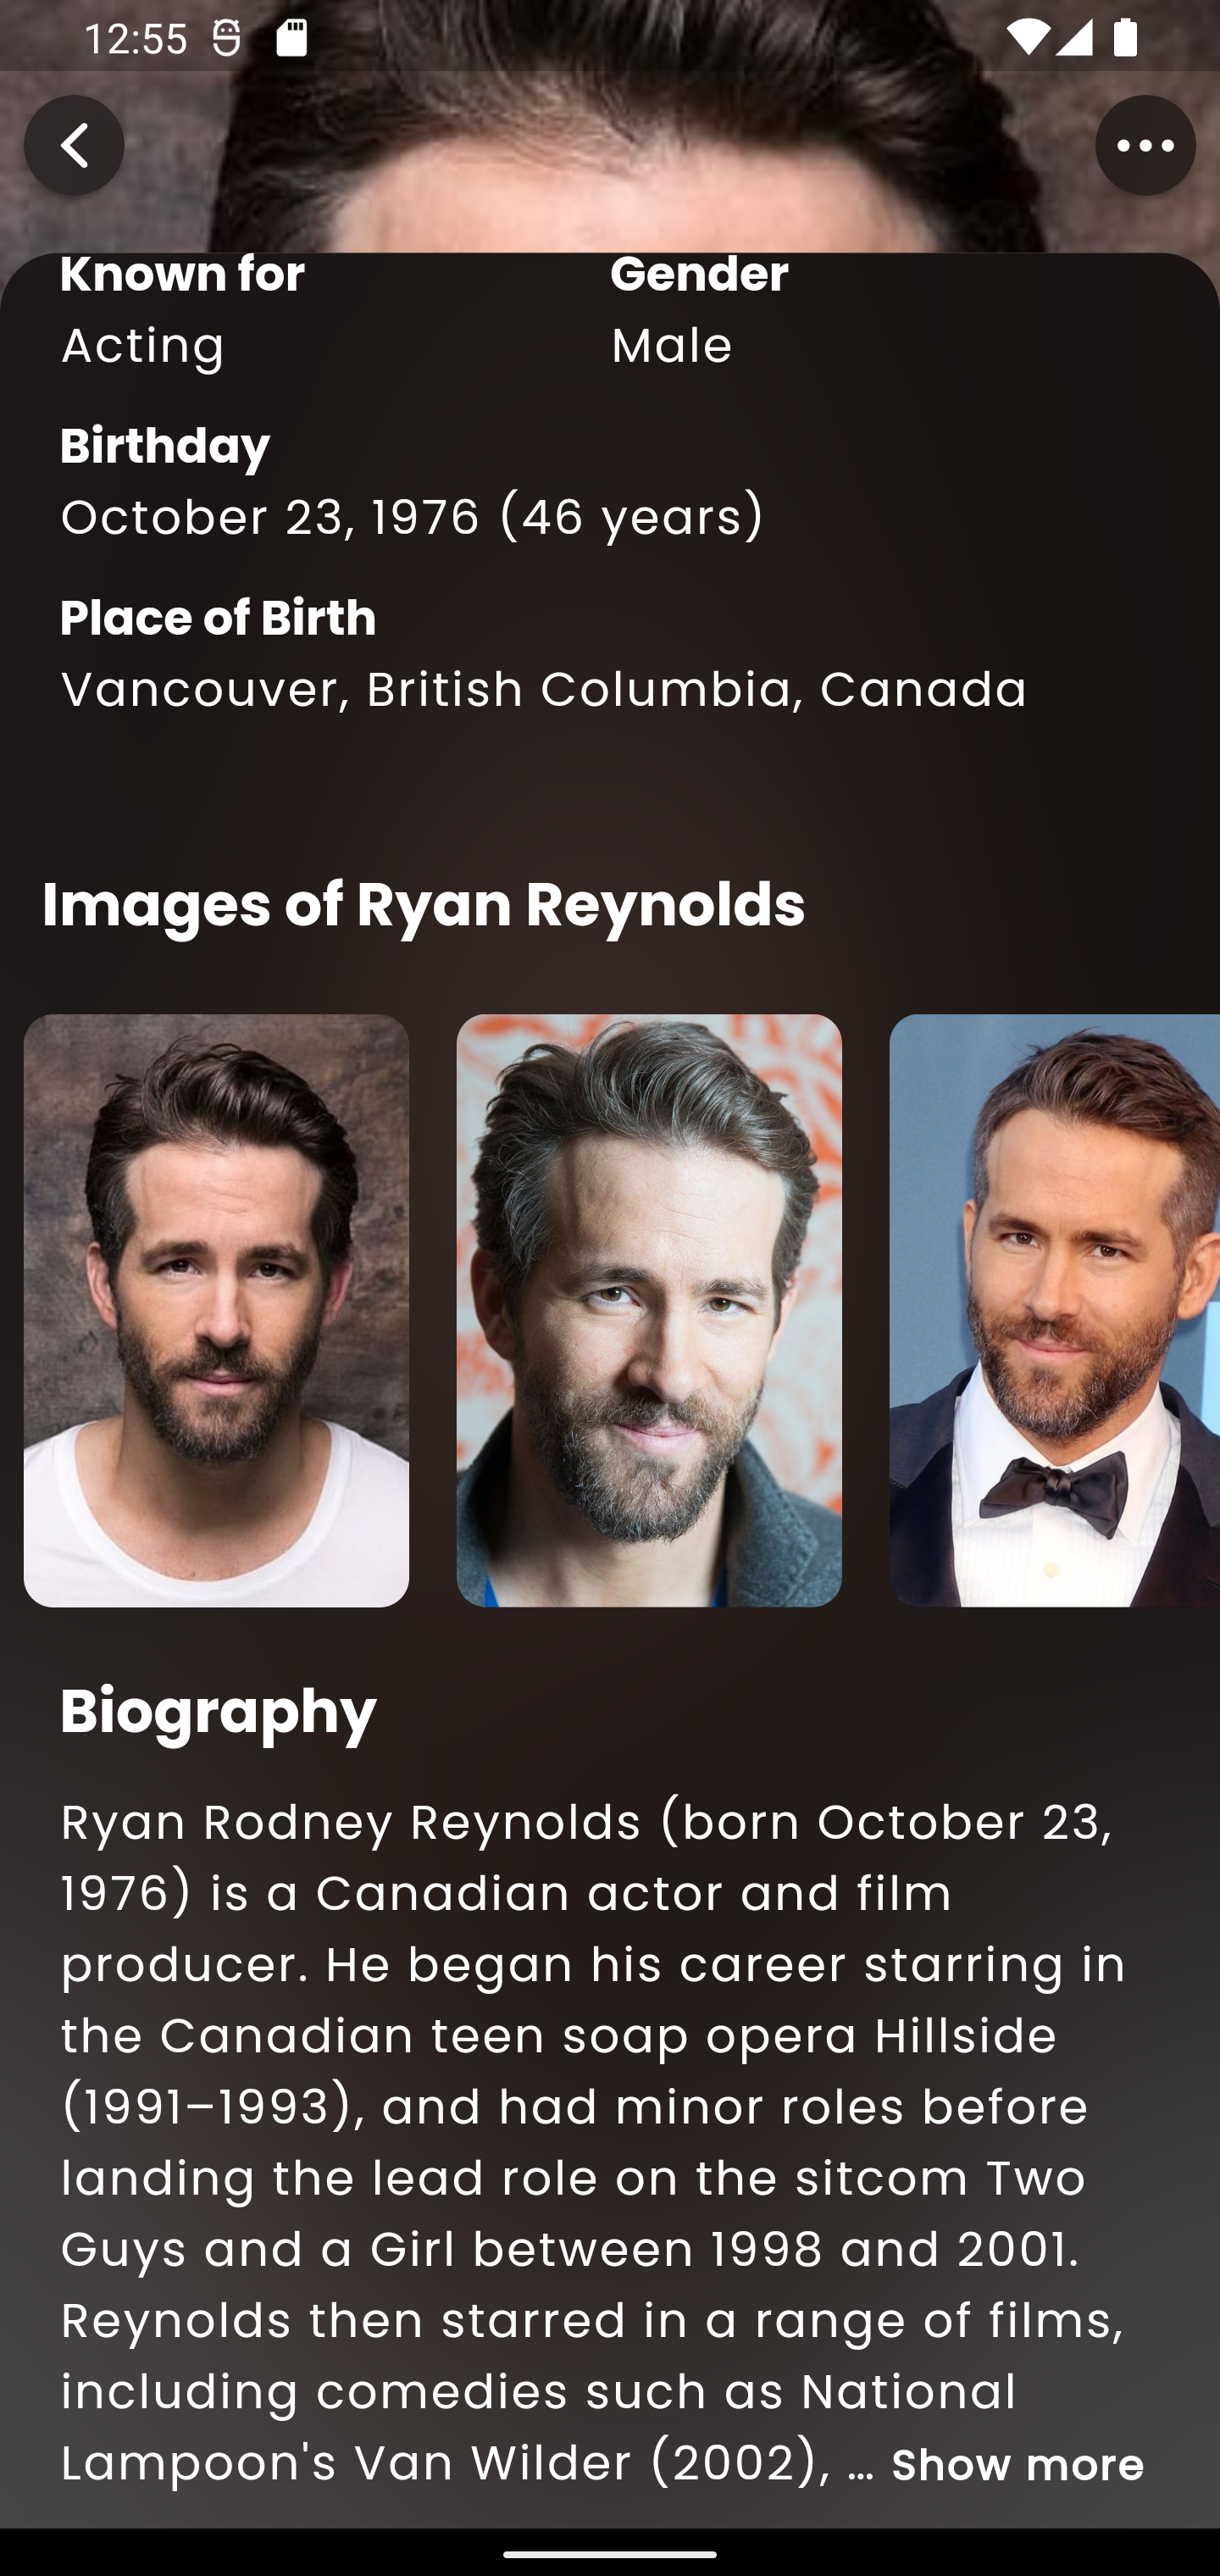 12:55
Known for Gender
Acting Male
Birthday
October 23, 1976 (46 years)
Place of Birth
Vancouver, British Columbia, Canada
Images of Ryan Reynolds
Biography
Ryan Rodney Reynolds (born October 23,
1976) is a Canadian actor and film
producer. He began his career starring in
the Canadian teen soap opera Hillside
(1991–1993), and had minor roles before
landing the lead role on the sitcom Two
Guys and a Girl between 1998 and 2001.
Reynolds then starred in a range of films,
including comedies such as National
Lampoon's Van Wilder (2002), ... Show more